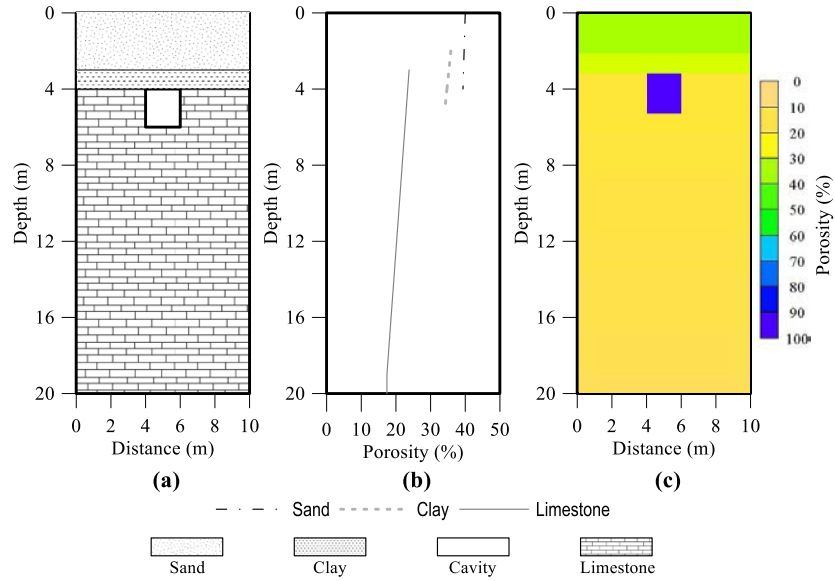 0
4
8
12
16
20
Depth (m)
0 2 4 6 8 10
Distance (m)
(a)
0
4
8
12
16
20
Depth (m)
0 10 20 30 40 50
Porosity (%)
(b)
0
4
8
12
16
20
Depth (m)
0 2 4 6 8 10
Distance (m)
(c)
0
10
20
30
40
50
60
70
80
90
100
Porosity (%)
Sand Clay Limestone
Sand Clay Cavity Limestone